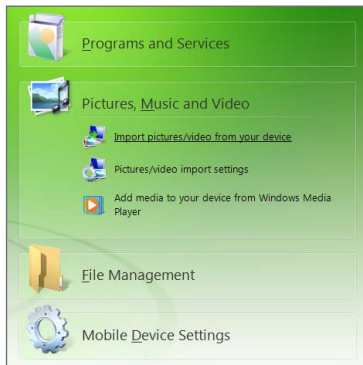 Programs and Services
Pictures, Music and Video
Import pictures/video from your device
Pictures/video import settings
Add media to your device from Windows Media
Player
File Management
Mobile Device Settings